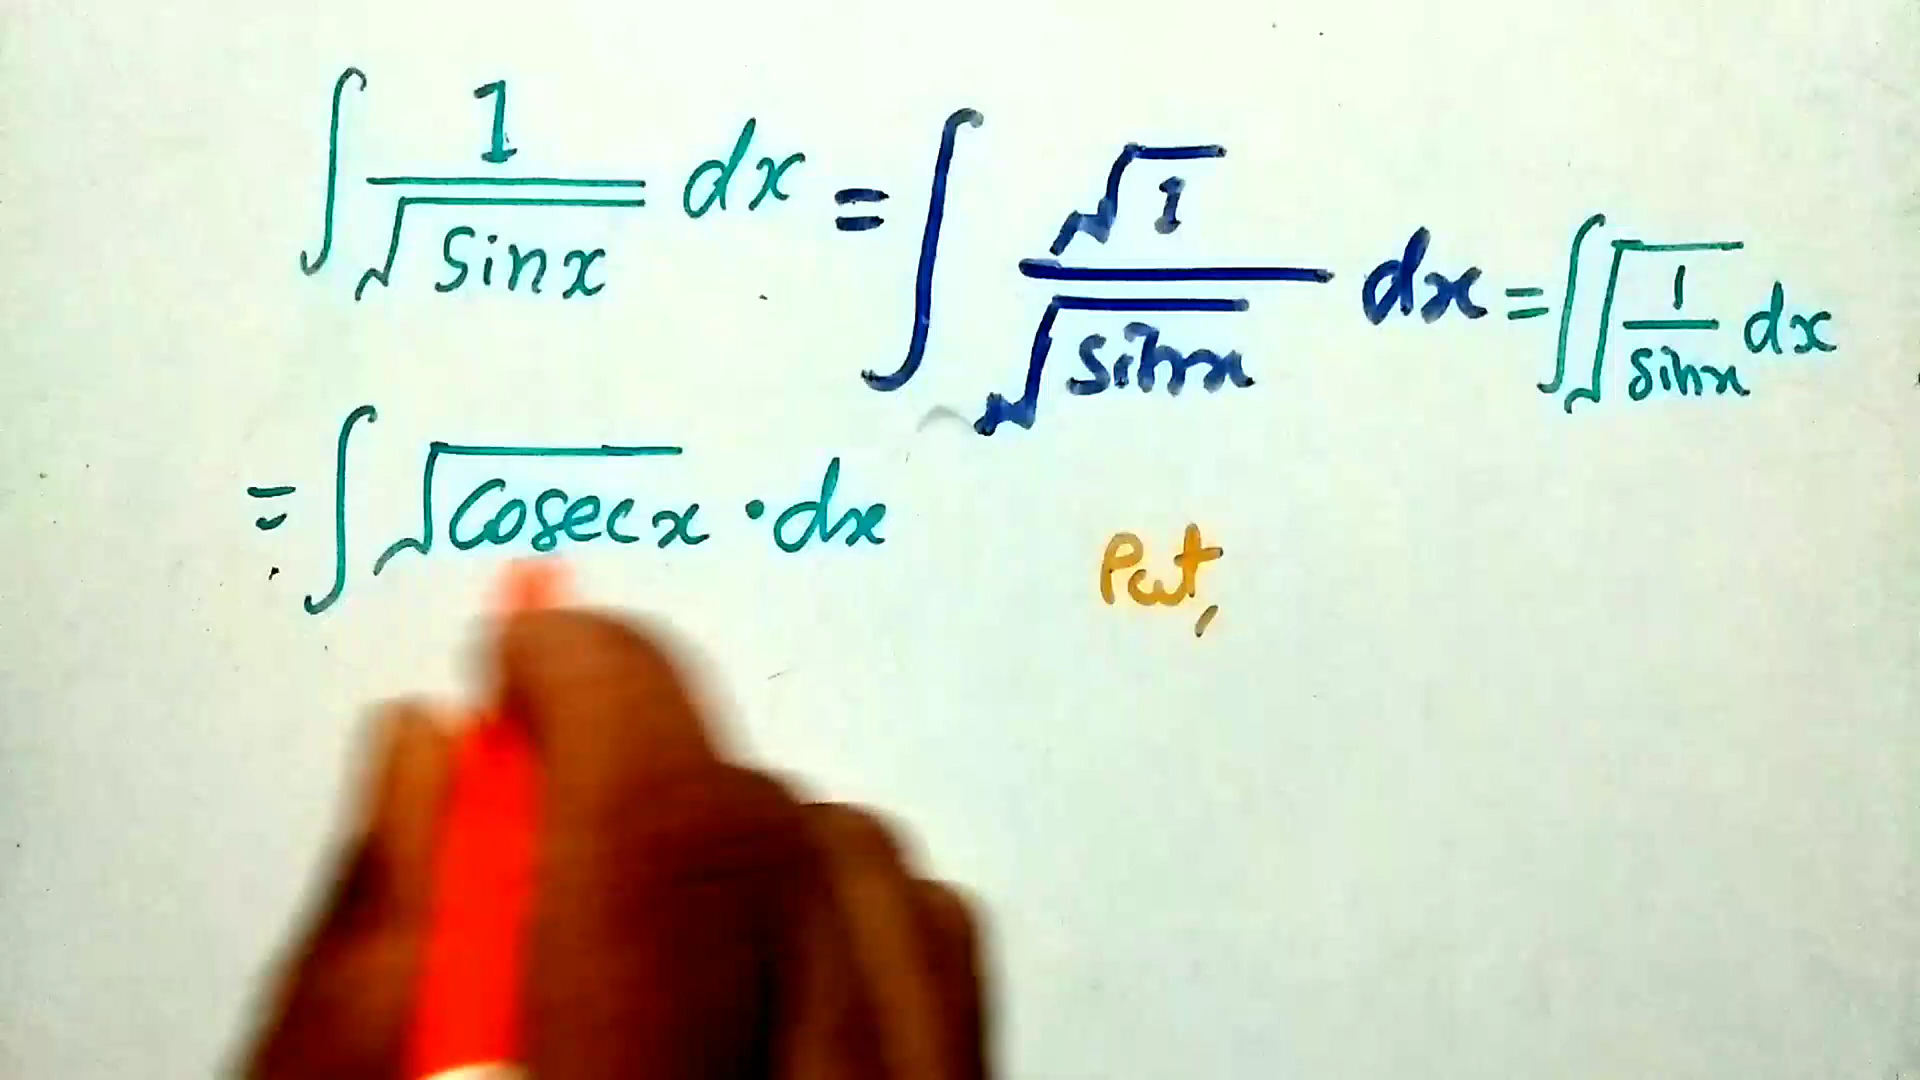 ∫ 1/√sinx dx = ∫ √1/√sinx dx = ∫ √(1/sinx) dx
= ∫ √cosecx · dx
Put,